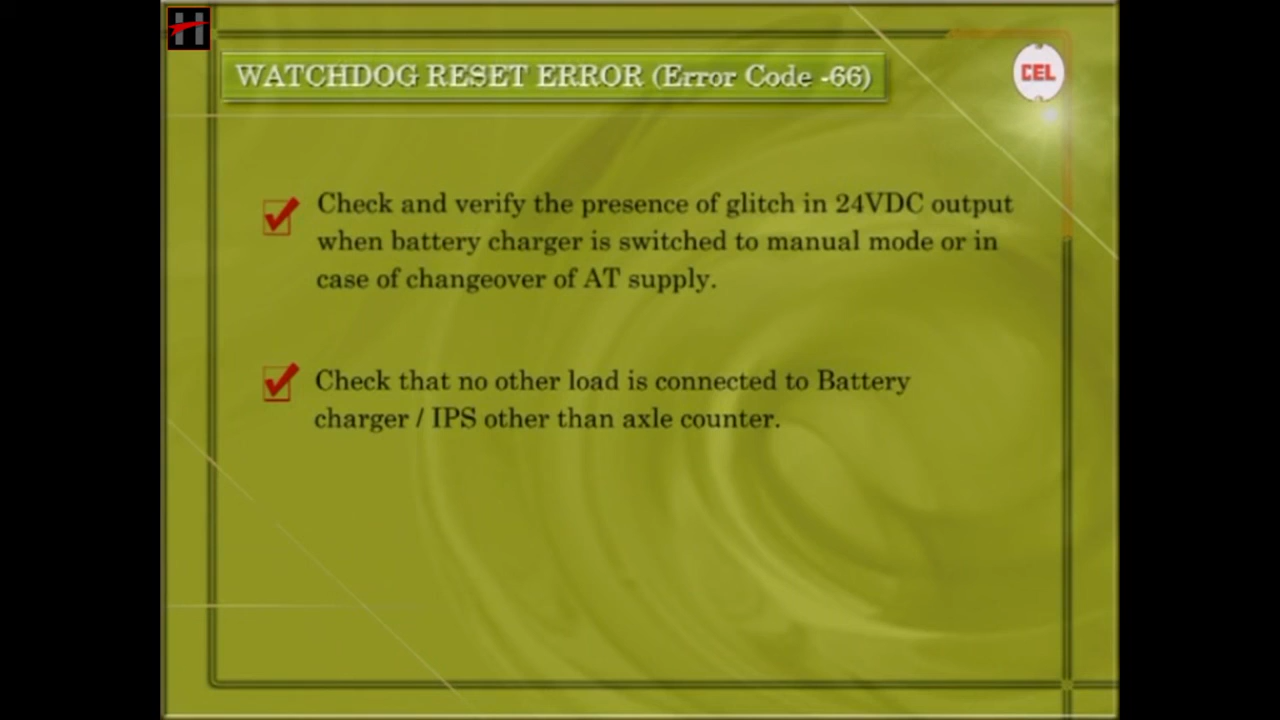 WATCHDOG RESET ERROR (Error Code -66)
CEL
Check and verify the presence of glitch in 24VDC output
when battery charger is switched to manual mode or in
case of changeover of AT supply.
Check that no other load is connected to Battery
charger / IPS other than axle counter.